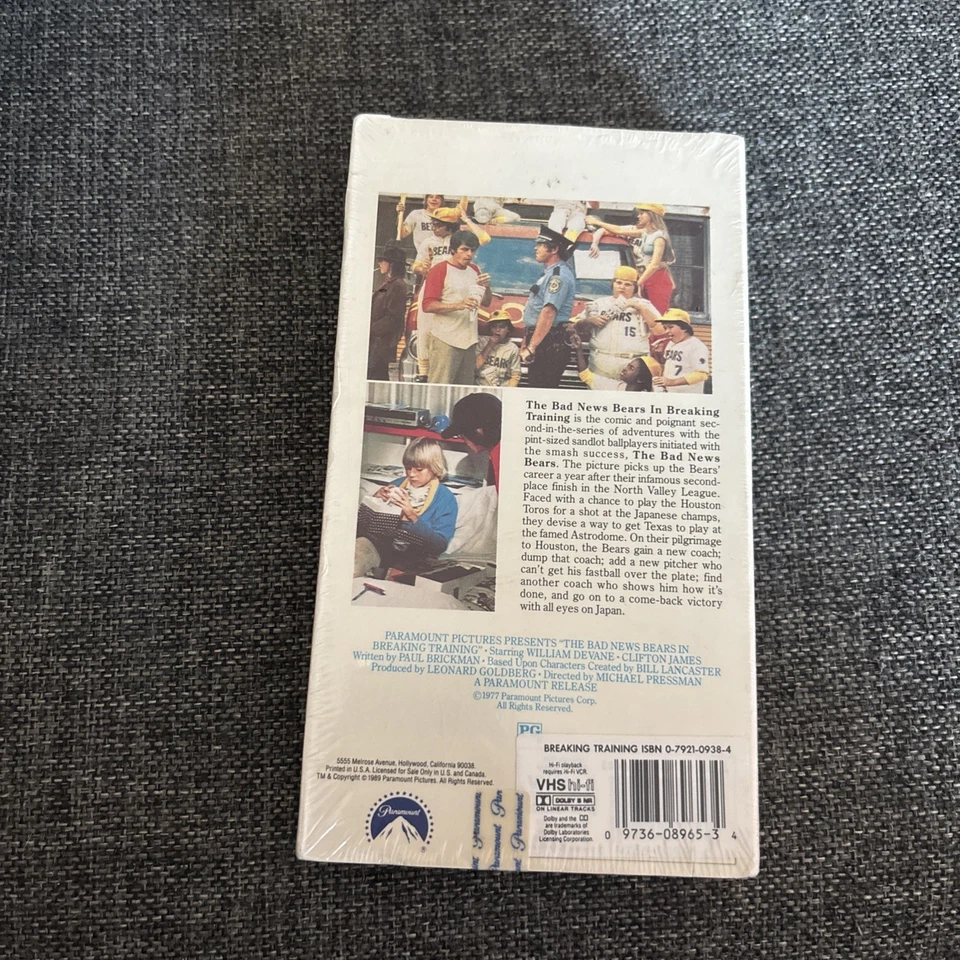 BEARS
BEARS
BEARS
15
BEARS
7
The Bad News Bears In Breaking
Training is the comic and poignant sec-
ond-in-the-series of adventures with the
pint-sized sandlot ballplayers initiated with
the smash success, The Bad News
Bears. The picture picks up the Bears'
career a year after their infamous second-
place finish in the North Valley League.
Faced with a chance to play the Houston
Toros for a shot at the Japanese champs,
they devise a way to get Texas to play at
the famed Astrodome. On their pilgrimage
to Houston, the Bears gain a new coach;
dump that coach; add a new pitcher who
can't get his fastball over the plate; find
another coach who shows him how it's
done, and go on to a come-back victory
with all eyes on Japan.
PARAMOUNT PICTURES PRESENTS "THE BAD NEWS BEARS IN
BREAKING TRAINING" • Starring WILLIAM DEVANE • CLIFTON JAMES
Written by PAUL BRICKMAN • Based Upon Characters Created by BILL LANCASTER
Produced by LEONARD GOLDBERG • Directed by MICHAEL PRESSMAN
A PARAMOUNT RELEASE
©1977 Paramount Pictures Corp.
All Rights Reserved.
PG
5555 Melrose Avenue, Hollywood, California 90038.
Printed in U.S.A. Licensed for Sale Only in U.S. and Canada.
TM & Copyright © 1989 Paramount Pictures. All Rights Reserved.
Paramount
®
BREAKING TRAINING ISBN 0-7921-0938-4
Hi-Fi playback
requires Hi-Fi VCR.
VHS hi-fi
DOLBY B NR
ON LINEAR TRACKS
Dolby and the
are trademarks of
Dolby Laboratories
Licensing Corporation.
0 9736-08965-3 4
Paramount